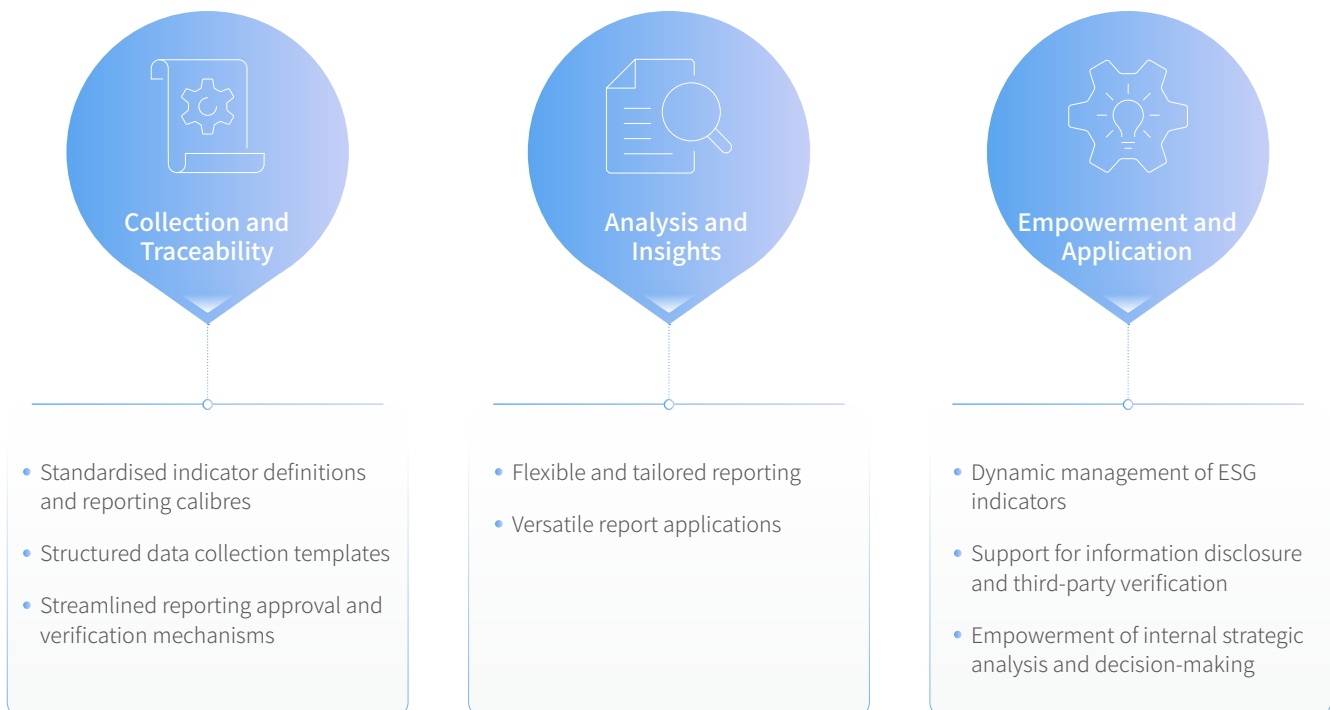 Collection and
Traceability
Standardised indicator definitions
and reporting calibres
Structured data collection templates
Streamlined reporting approval and
verification mechanisms
Analysis and
Insights
Flexible and tailored reporting
Versatile report applications
Empowerment and
Application
Dynamic management of ESG
indicators
Support for information disclosure
and third-party verification
Empowerment of internal strategic
analysis and decision-making